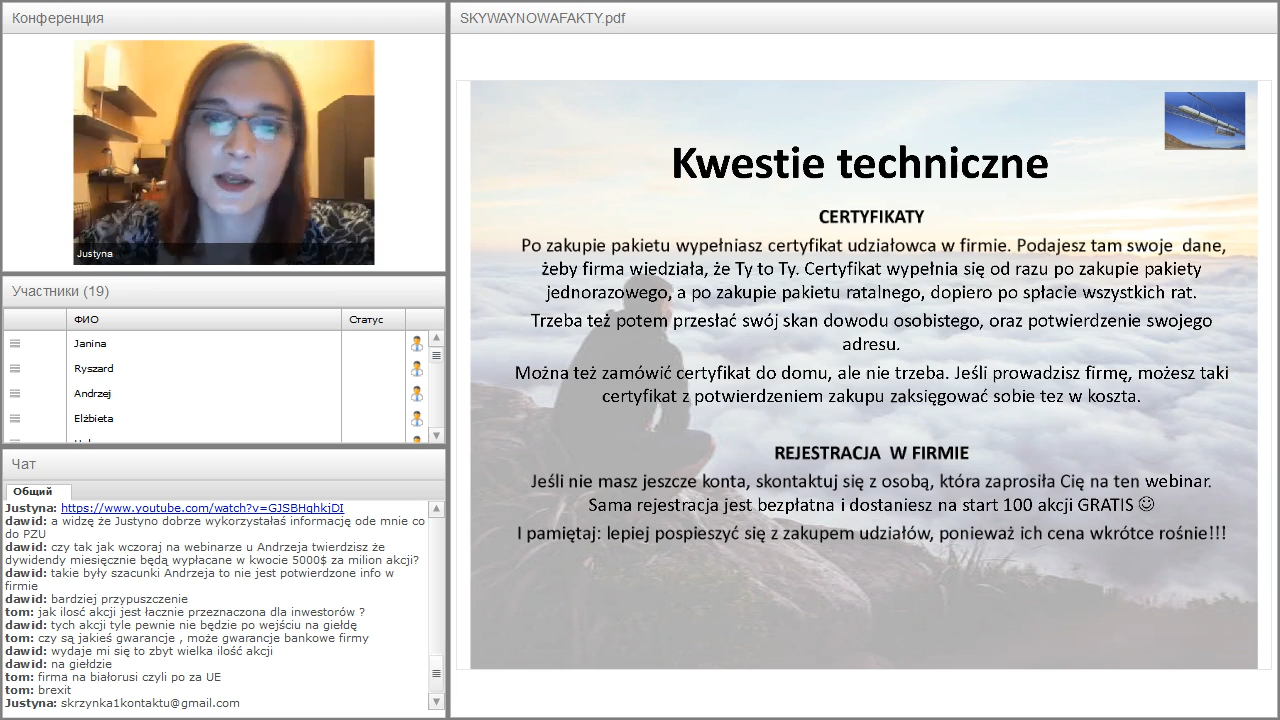 Конференция
Justyna
Участники (19)
ФИО
Статус
Janina
Ryszard
Andrzej
Elżbieta
Чат
Общий
Justyna: https://www.youtube.com/watch?v=GJSBHghkjDI
dawid: a widzę że Justyno dobrze wykorzystałaś informację ode mnie co
do PZU
dawid: czy tak jak wczoraj na webinarze u Andrzeja twierdzisz że
dywidendy miesięcznie będą wypłacane w kwocie 5000$ za milion akcji?
dawid: takie były szacunki Andrzeja to nie jest potwierdzone info w
firmie
dawid: bardziej przypuszczenie
tom: jak ilosć akcji jest łacznie przeznaczona dla inwestorów ?
dawid: tych akcji tyle pewnie nie będzie po wejściu na giełdę
tom: czy są jakieś gwarancje , może gwarancje bankowe firmy
dawid: wydaje mi się to zbyt wielka ilość akcji
dawid: na giełdzie
tom: firma na białorusi czyli po za UE
tom: brexit
Justyna: skrzynka1kontaktu@gmail.com
SKYWAYNOWAFAKTY.pdf
Kwestie techniczne
CERTYFIKATY
Po zakupie pakietu wypełniasz certyfikat udziałowca w firmie. Podajesz tam swoje dane,
żeby firma wiedziała, że Ty to Ty. Certyfikat wypełnia się od razu po zakupie pakiety
jednorazowego, a po zakupie pakietu ratalnego, dopiero po spłacie wszystkich rat.
Trzeba też potem przesłać swój skan dowodu osobistego, oraz potwierdzenie swojego
adresu.
Można też zamówić certyfikat do domu, ale nie trzeba. Jeśli prowadzisz firmę, możesz taki
certyfikat z potwierdzeniem zakupu zaksięgować sobie tez w koszta.
REJESTRACJA W FIRMIE
Jeśli nie masz jeszcze konta, skontaktuj się z osobą, która zaprosiła Cię na ten webinar.
Sama rejestracja jest bezpłatna i dostaniesz na start 100 akcji GRATIS ☺
I pamiętaj: lepiej pospieszyć się z zakupem udziałów, ponieważ ich cena wkrótce rośnie!!!